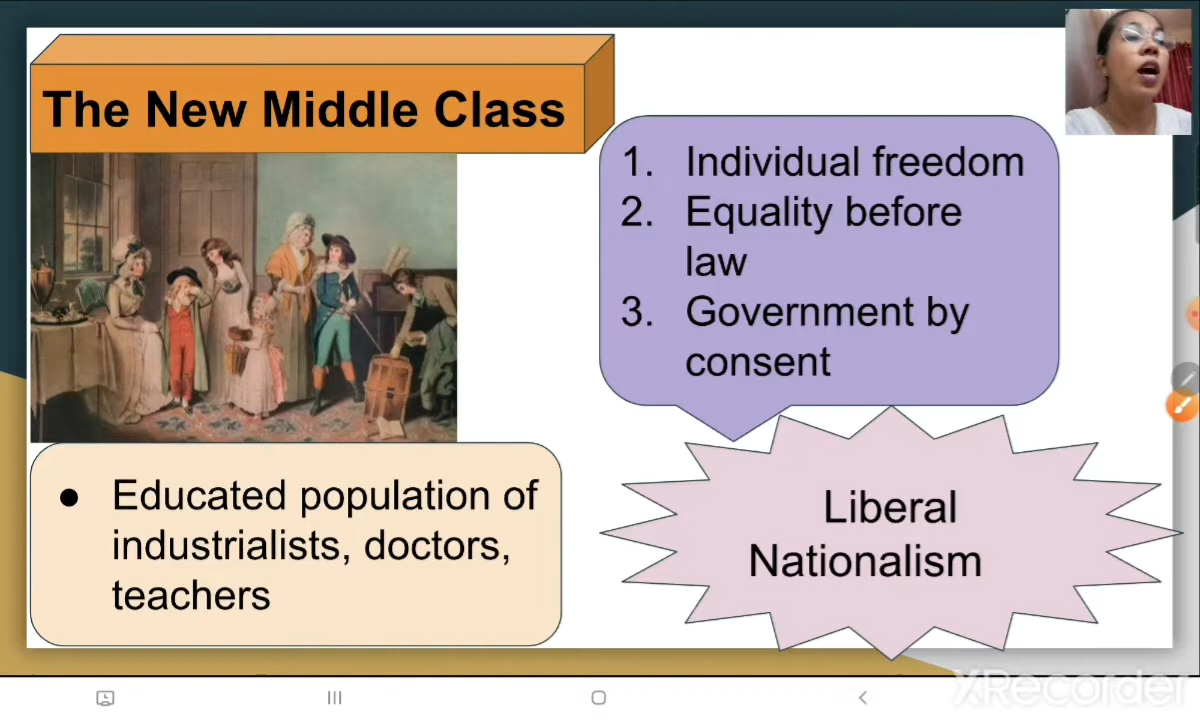 The New Middle Class
1. Individual freedom
2. Equality before
law
3. Government by
consent
● Educated population of
industrialists, doctors,
teachers
Liberal
Nationalism
XRecorder